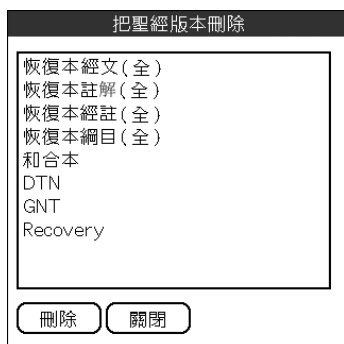 把聖經版本刪除
恢復本經文(全)
恢復本註解(全)
恢復本經註(全)
恢復本綱目(全)
和合本
DTN
GNT
Recovery
刪除 關閉